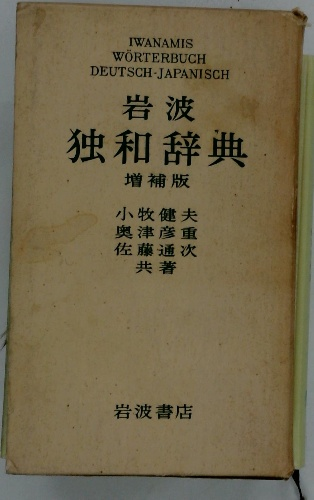 IWANAMIS
WÖRTERBUCH
DEUTSCH-JAPANISCH
岩波
独和辞典
増補版
小牧健夫
奥津彦重
佐藤通次
共著
岩波書店